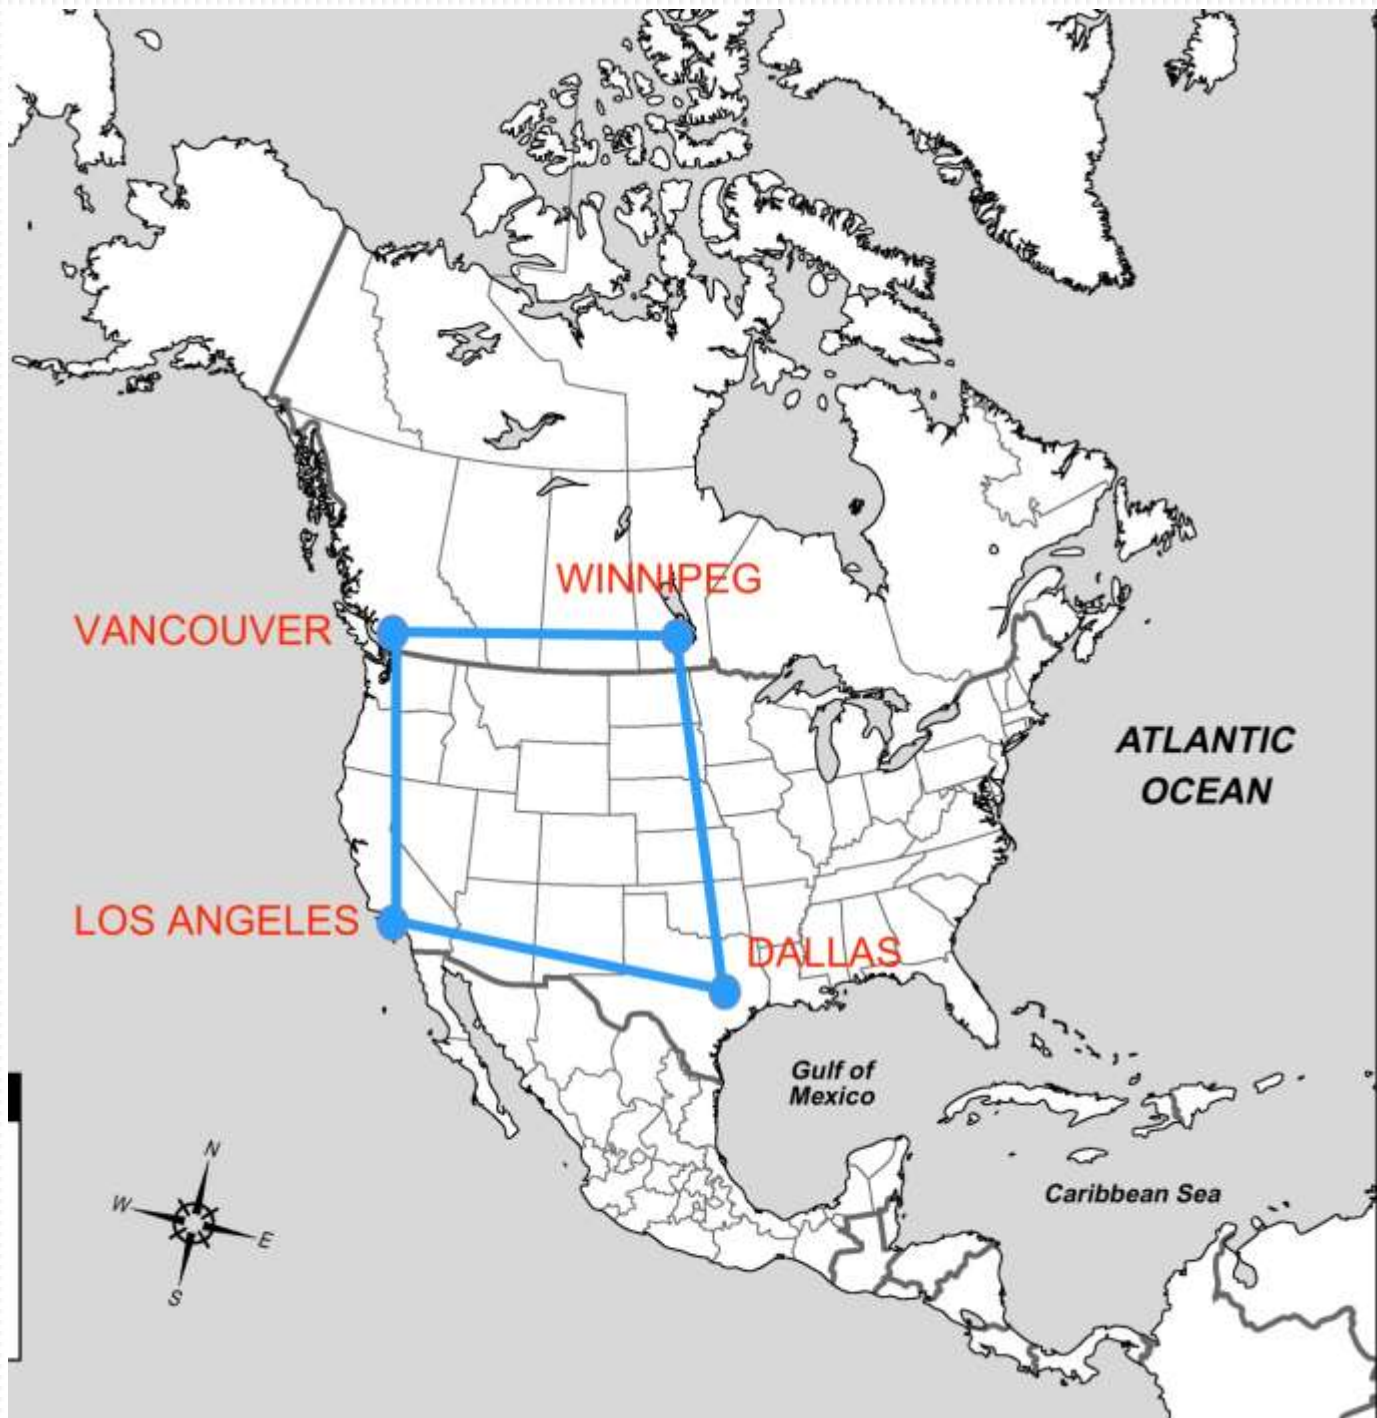 WINNIPEG
VANCOUVER
ATLANTIC
OCEAN
LOS ANGELES
DALLAS
Gulf of
Mexico
N
W
E
S
Caribbean Sea